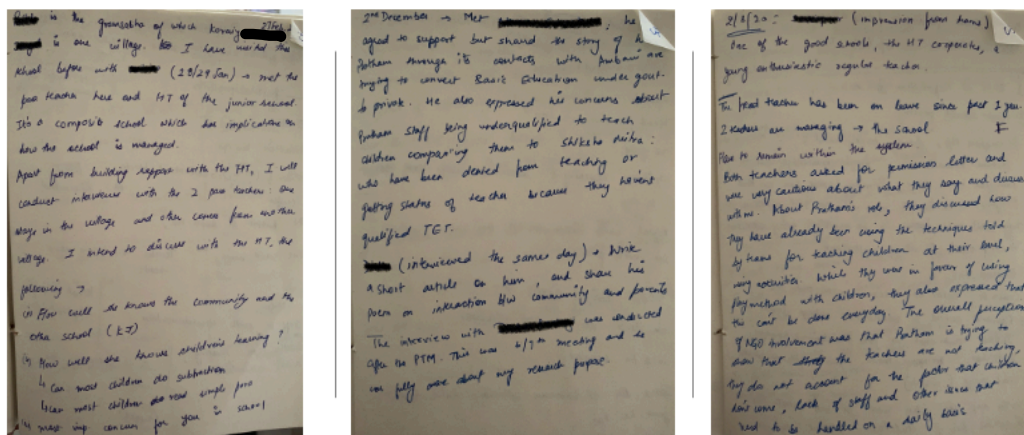 is the gramsabha of which
27 Feb
is one village. I have visited this
school before with (28/29 Jan) → met the
para teacher here and HT of the junior school.
It's a composite school which has implications on
how the school is managed.
Apart from building rapport with the HT, I will
conduct interviews with the 2 para teachers: one
stays in the village and other comes from another
village. I intend to discuss with the HT, the
following →
(i) How well she knows the community and the
other school (KJ)
How well she knows children's learning?
↳ Can most children do subtraction
↳ can most children read simple para
most imp concern for you in school
2nd December → Met ; he
agreed to support but shared the story of how
Pratham through its contacts with are
trying to convert Basic Education under govt.
to private. He also expressed his concerns about
Pratham staff being underqualified to teach
children comparing them to Shiksha Mitra:
who have been denied from teaching or
getting status of teacher because they haven't
qualified TET.
(interviewed the same day) → Write
a short article on him, and share his
poem on interaction b/w community and parents
The interview with was conducted
after the PTM. This was 6/7th meeting and is
fully aware about my research purpose.
2/3/20: (impression from hams)
One of the good schools, the HT cooperates, a
young enthusiastic regular teacher.
The head teacher has been on leave since past 1 year.
2 teachers are managing → the school
to remain within the system.
Both teachers asked for permission letter and
were very cautious about what they say and discuss
with me. About Pratham's role, they discussed how
they have already been using the techniques told
by them for teaching children at their level,
using activities. While they were in favour of using
play method with children, they also expressed that
this can't be done everyday. The overall perception
of NGO involvement was that Pratham is trying to
show that the teachers are not teaching,
they do not account for the factor that children
don't come, lack of staff and other issues that
need to be handled on a daily basis